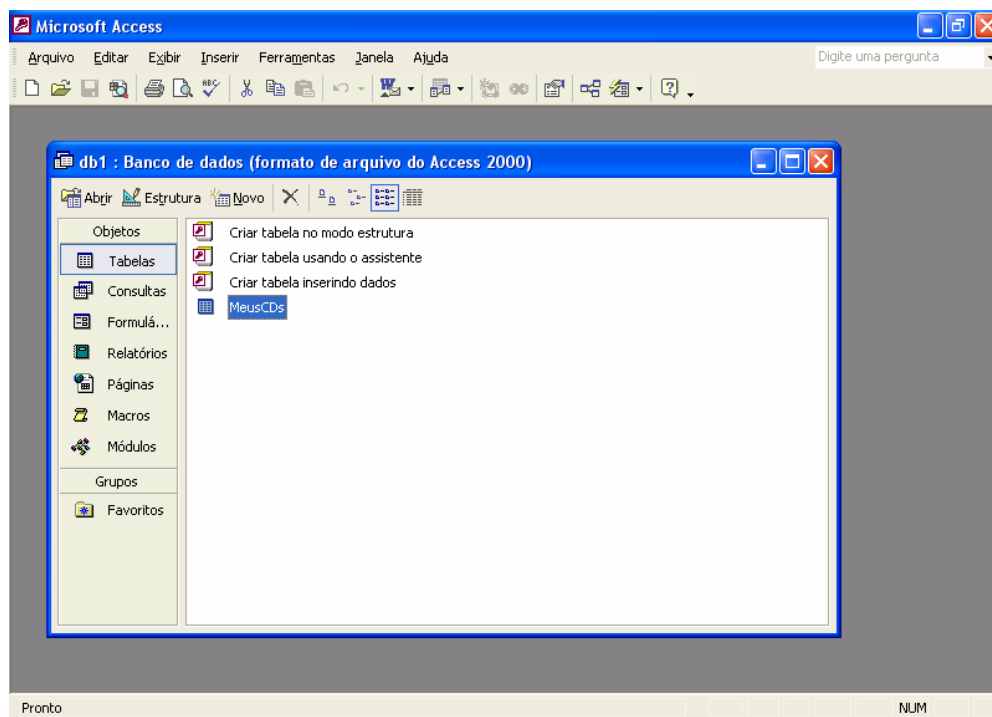 Microsoft Access
Arquivo Editar Exibir Inserir Ferramentas Janela Ajuda Digite uma pergunta
db1 : Banco de dados (formato de arquivo do Access 2000)
Abrir Estrutura Novo
Objetos
Tabelas
Consultas
Formulá...
Relatórios
Páginas
Macros
Módulos
Grupos
Favoritos
Criar tabela no modo estrutura
Criar tabela usando o assistente
Criar tabela inserindo dados
MeusCDs
Pronto NUM